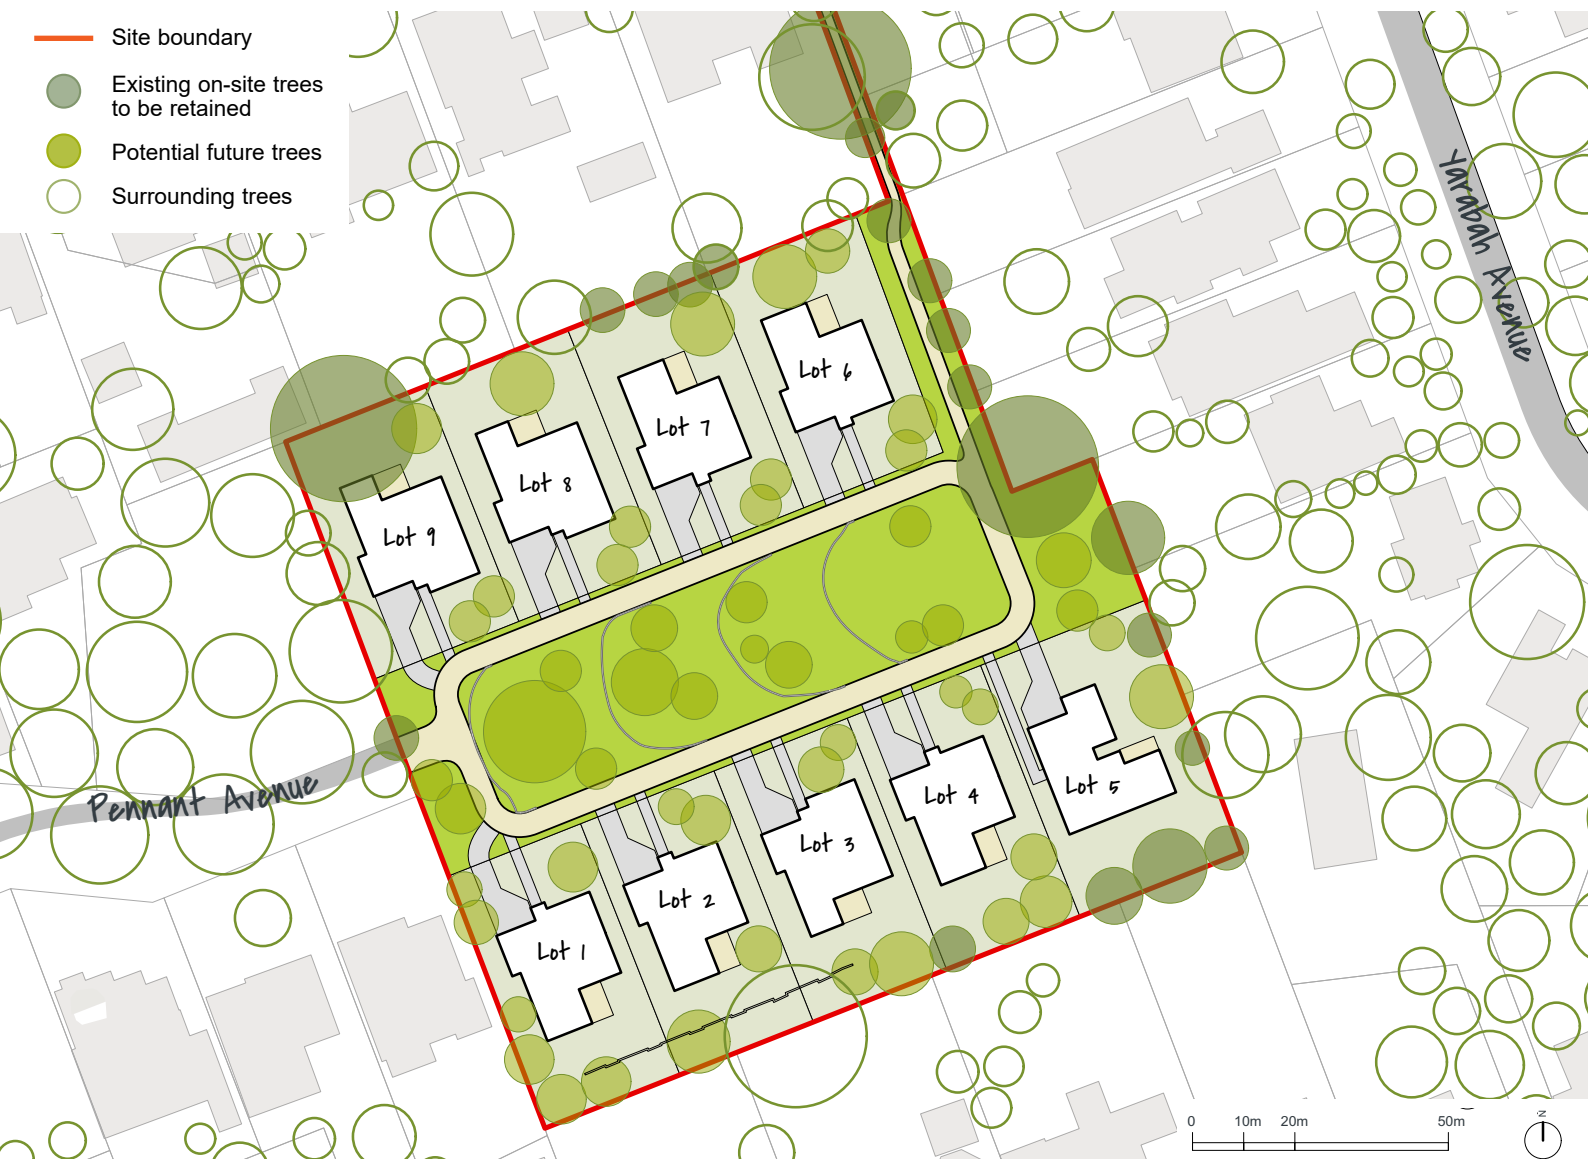 Site boundary
Existing on-site trees
to be retained
Potential future trees
Surrounding trees
Yarabah Avenue
Lot 6
Lot 7
Lot 8
Lot 9
Pennant Avenue
Lot 5
Lot 4
Lot 3
Lot 2
Lot 1
0 10m 20m 50m
N